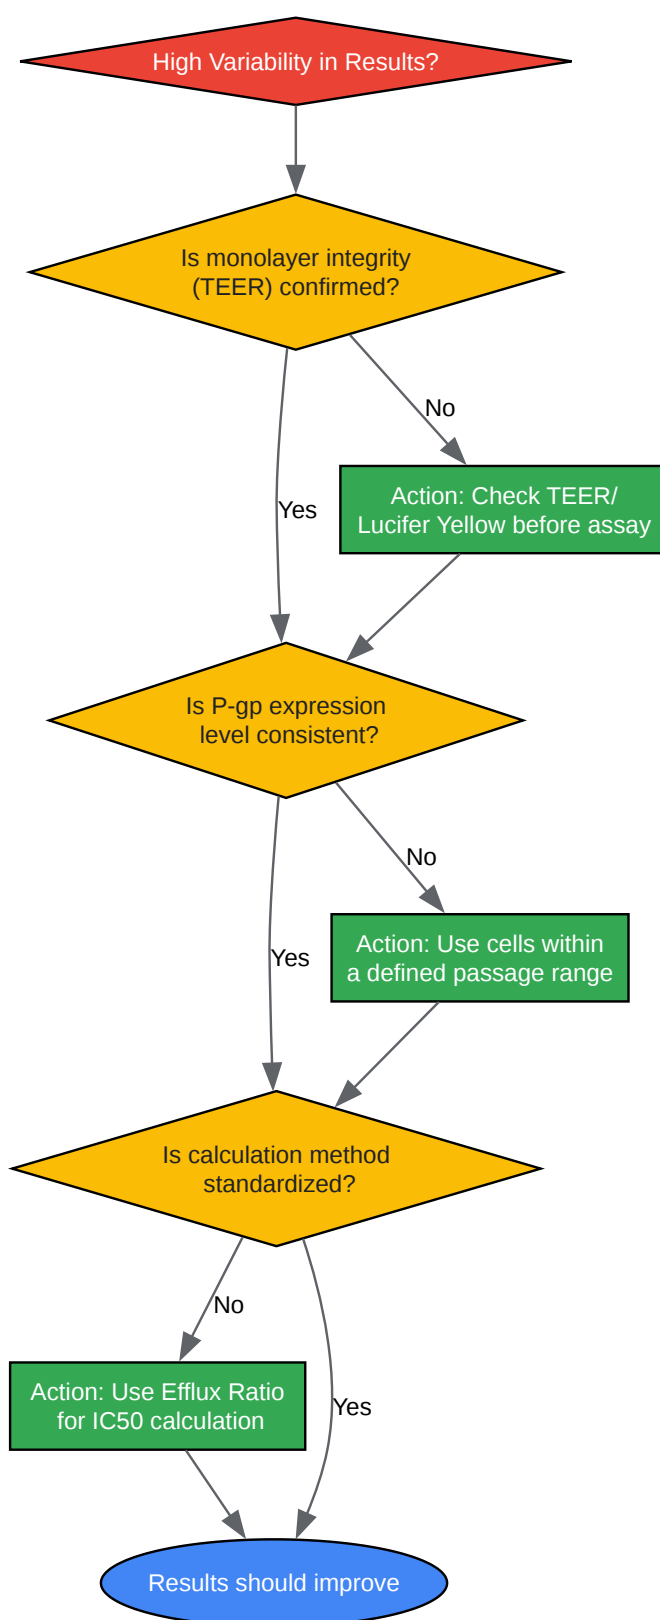 High Variability in Results?
Is monolayer integrity
(TEER) confirmed?
No
Action: Check TEER/
Lucifer Yellow before assay
Yes
Is P-gp expression
level consistent?
No
Action: Use cells within
a defined passage range
Yes
Is calculation method
standardized?
No
Action: Use Efflux Ratio
for IC50 calculation
Yes
Results should improve